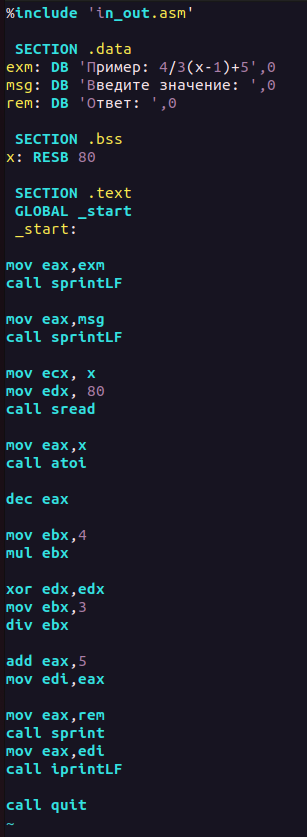 %include 'in_out.asm'
SECTION .data
exm: DB 'Пример: 4/3(x-1)+5',0
msg: DB 'Введите значение: ',0
rem: DB 'Ответ: ',0
SECTION .bss
x: RESB 80
SECTION .text
GLOBAL _start
_start:
mov eax,exm
call sprintLF
mov eax,msg
call sprintLF
mov ecx, x
mov edx, 80
call sread
mov eax,x
call atoi
dec eax
mov ebx,4
mul ebx
xor edx,edx
mov ebx,3
div ebx
add eax,5
mov edi,eax
mov eax,rem
call sprint
mov eax,edi
call iprintLF
call quit
~